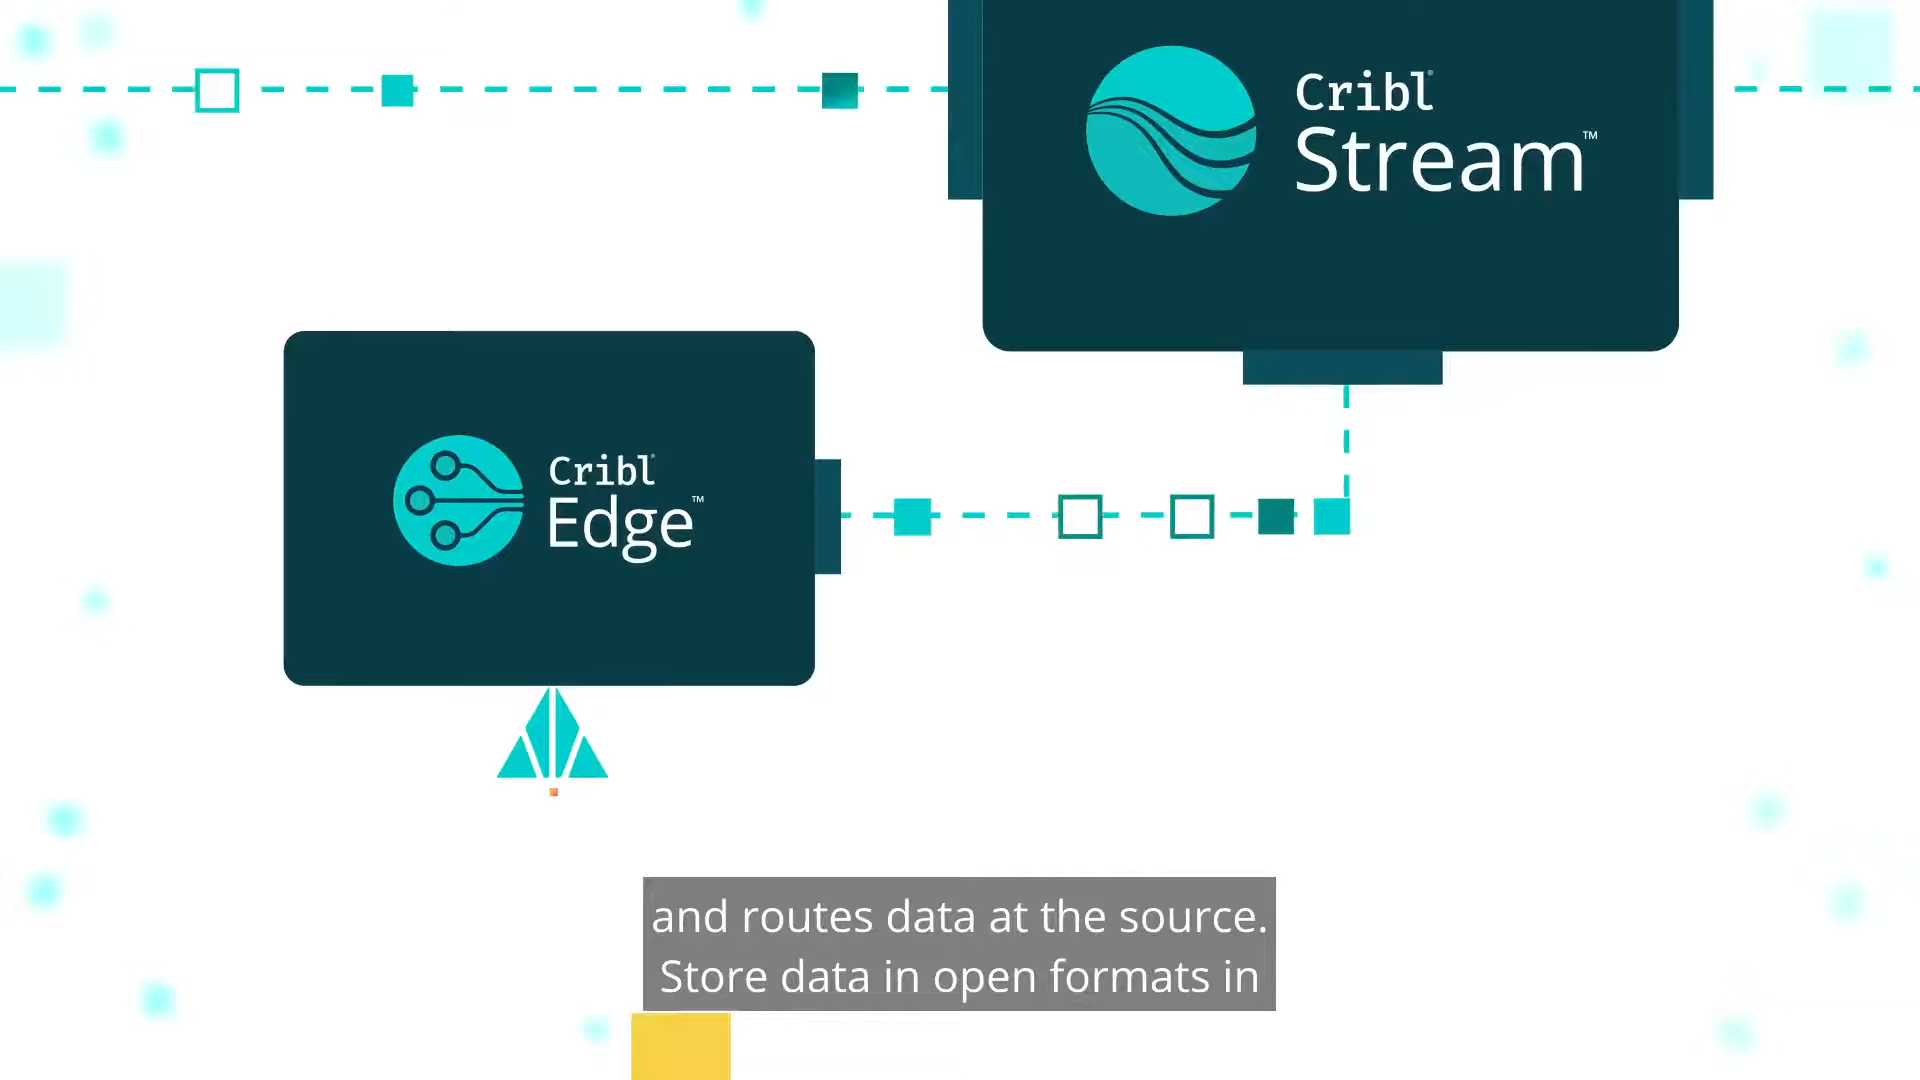 Cribl®
Stream™
Cribl®
Edge™
and routes data at the source.
Store data in open formats in